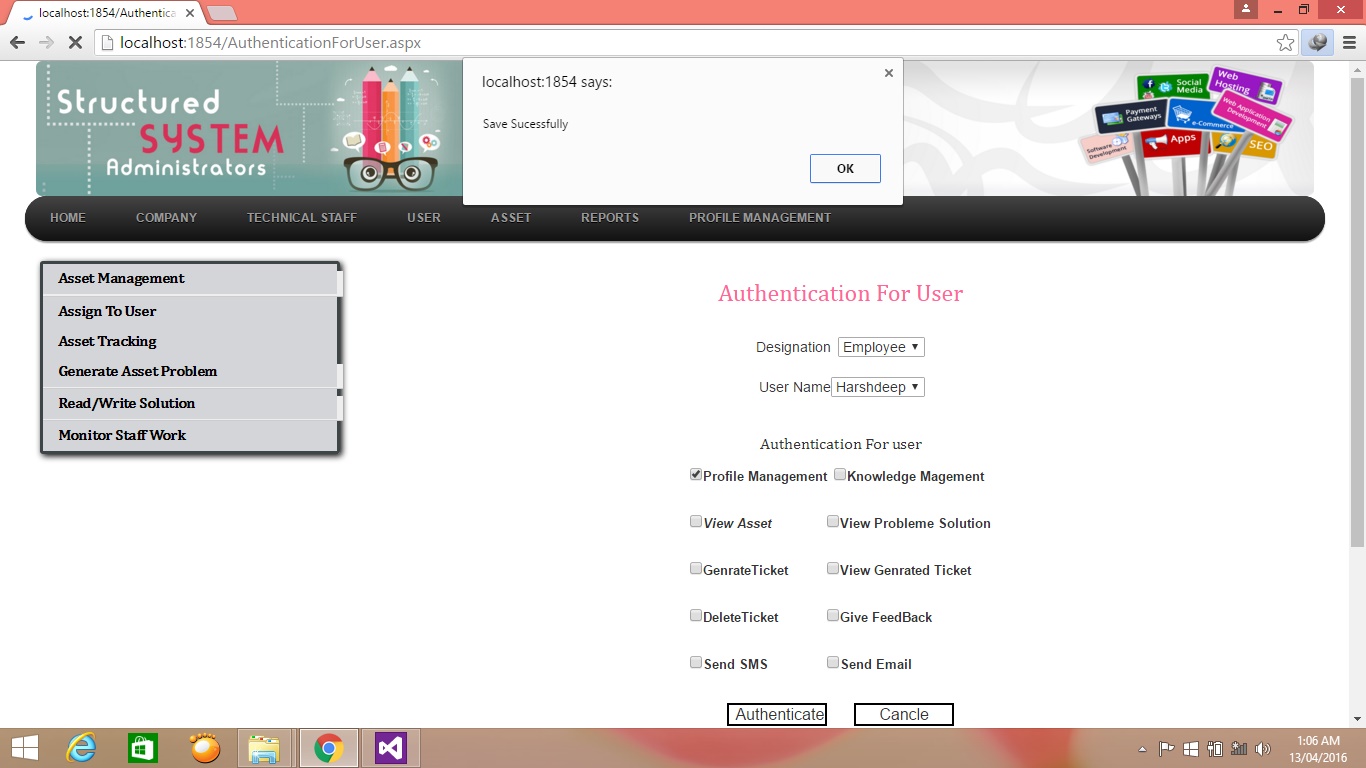 localhost:1854/Authentica
localhost:1854/AuthenticationForUser.aspx
Structured
SYSTEM
Administrators
localhost:1854 says:
Save Sucessfully
OK
Social
Media
Web
Hosting
Payment
Gateways
e-Commerce
Web Application
Development
Software
Development
Apps
SEO
HOME COMPANY TECHNICAL STAFF USER ASSET REPORTS PROFILE MANAGEMENT
Asset Management
Assign To User
Asset Tracking
Generate Asset Problem
Read/Write Solution
Monitor Staff Work
Authentication For User
Designation Employee
User Name Harshdeep
Authentication For user
Profile Management Knowledge Magement
View Asset View Probleme Solution
GenrateTicket View Genrated Ticket
DeleteTicket Give FeedBack
Send SMS Send Email
Authenticate Cancle
1:06 AM
13/04/2016